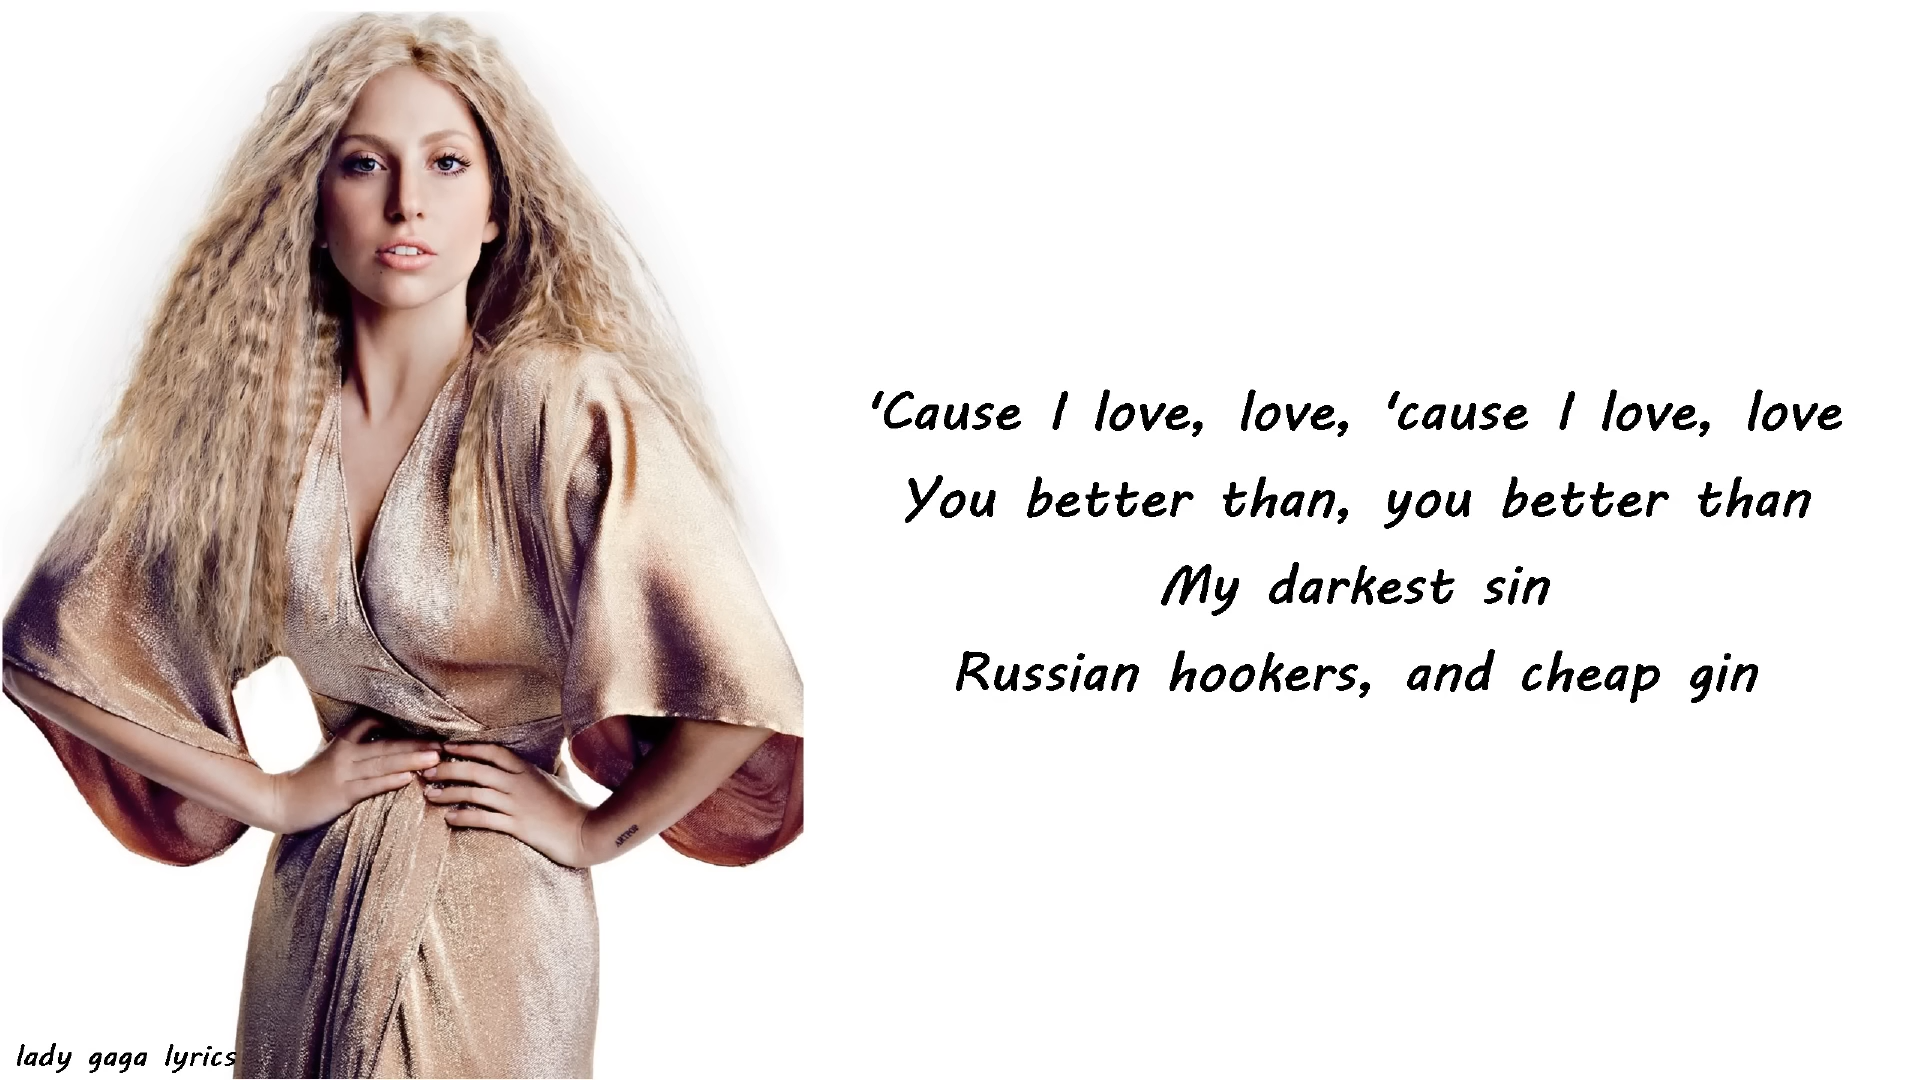 'Cause I love, love, 'cause I love, love
You better than, you better than
My darkest sin
Russian hookers, and cheap gin
ARTPOP
lady gaga lyrics